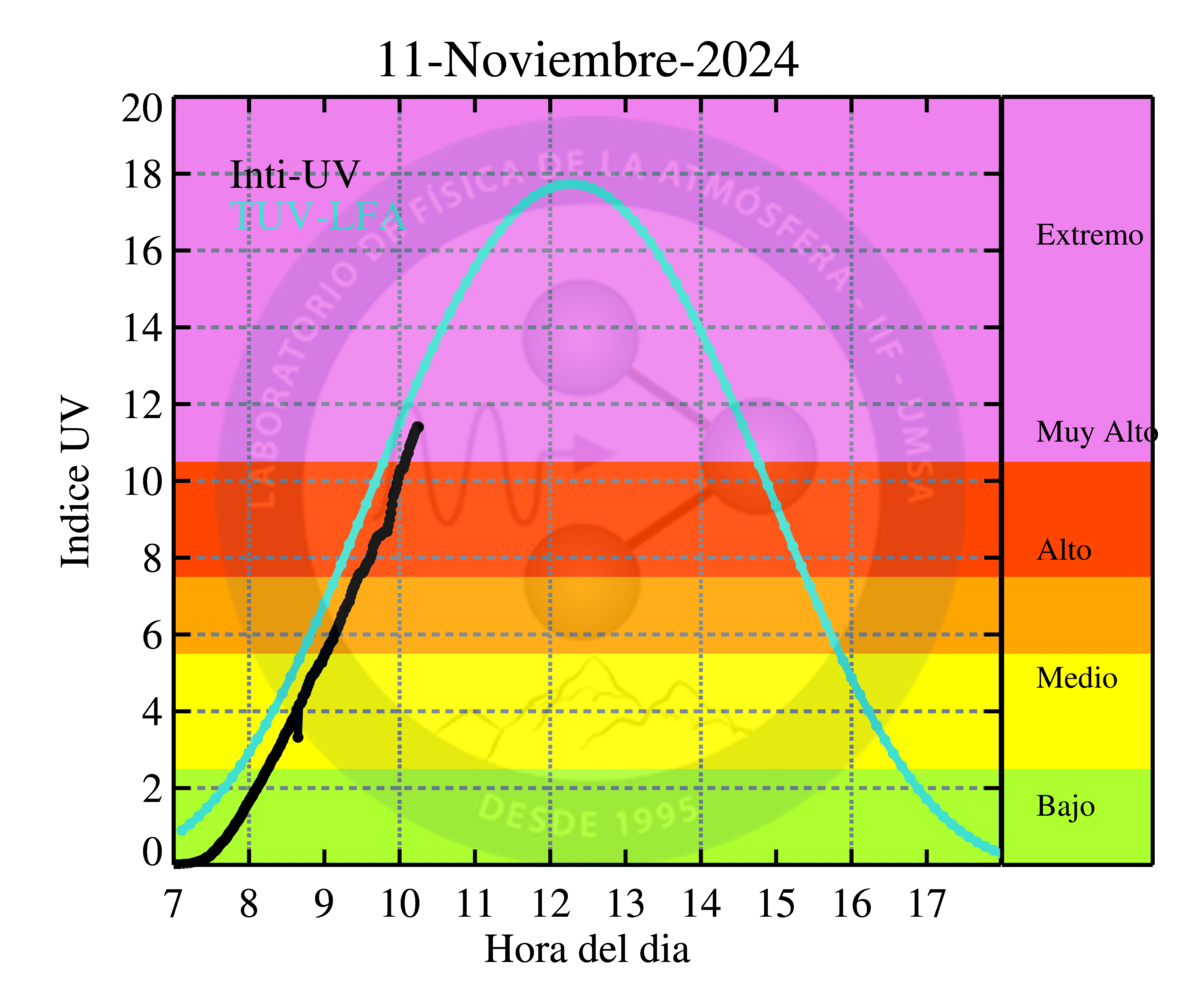 11-Noviembre-2024
20
18
16
14
12
10
8
6
4
2
0
Indice UV
Inti-UV
TUV-LFA
LABORATORIO DE FÍSICA DE LA ATMÓSFERA - IIF - UMSA
DESDE 1995
Extremo
Muy Alto
Alto
Medio
Bajo
7 8 9 10 11 12 13 14 15 16 17
Hora del dia